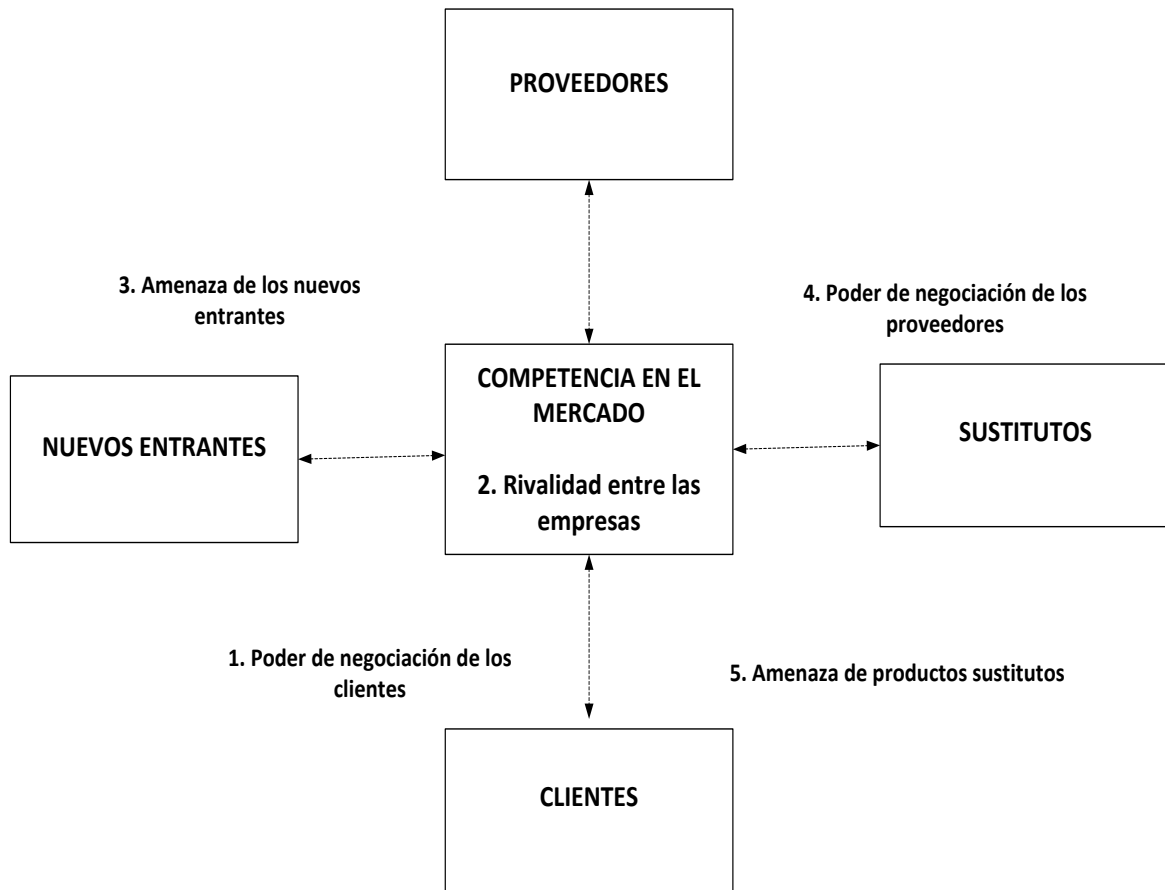 PROVEEDORES
3. Amenaza de los nuevos
entrantes
4. Poder de negociación de los
proveedores
COMPETENCIA EN EL
MERCADO
2. Rivalidad entre las
empresas
NUEVOS ENTRANTES
SUSTITUTOS
1. Poder de negociación de los
clientes
5. Amenaza de productos sustitutos
CLIENTES